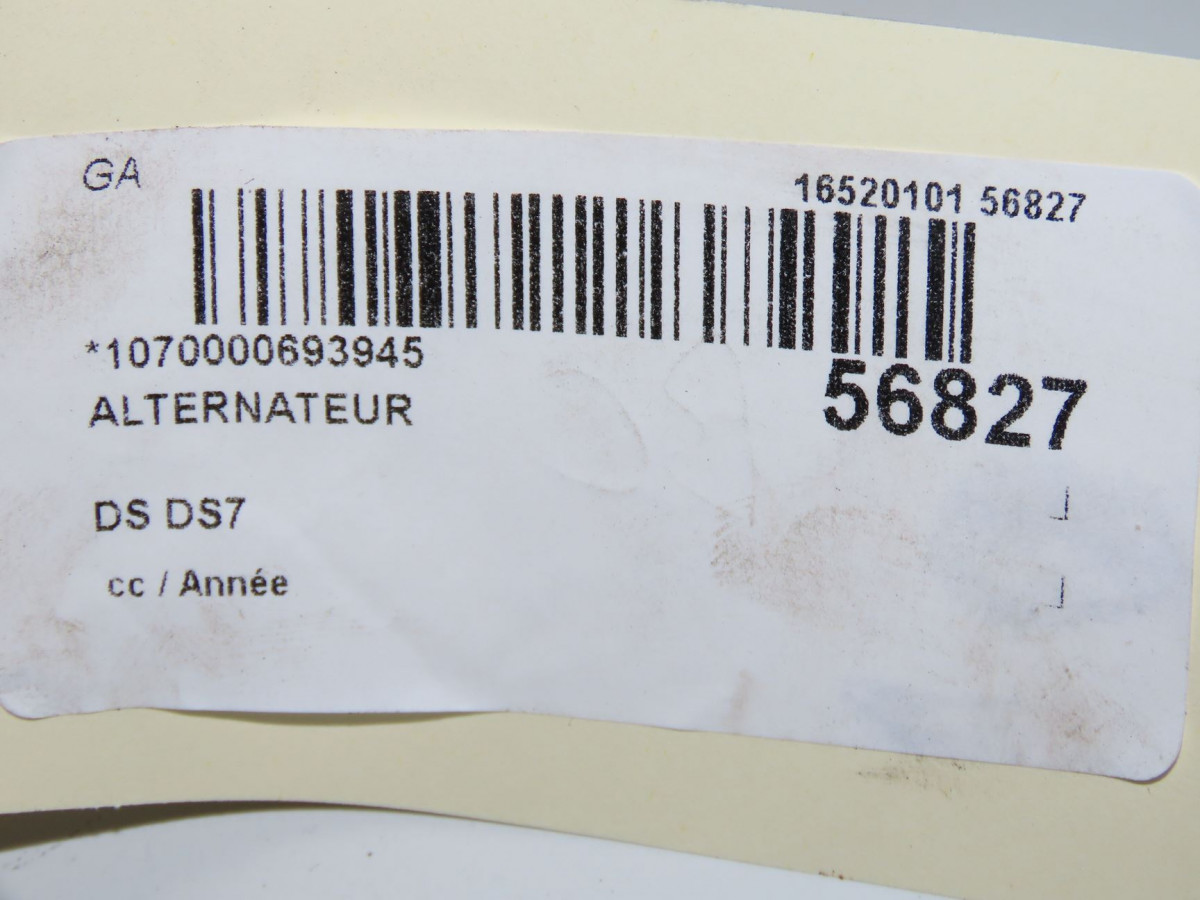 GA
16520101 56827
*1070000693945
56827
ALTERNATEUR
DS DS7
cc / Année